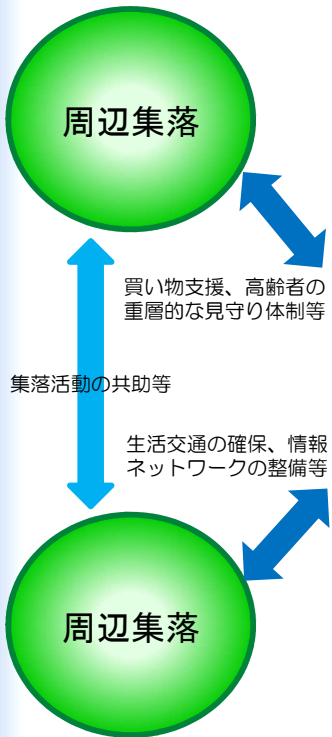 周辺集落
買い物支援、高齢者の
重層的な見守り体制等
集落活動の共助等
生活交通の確保、情報
ネットワークの整備等
周辺集落